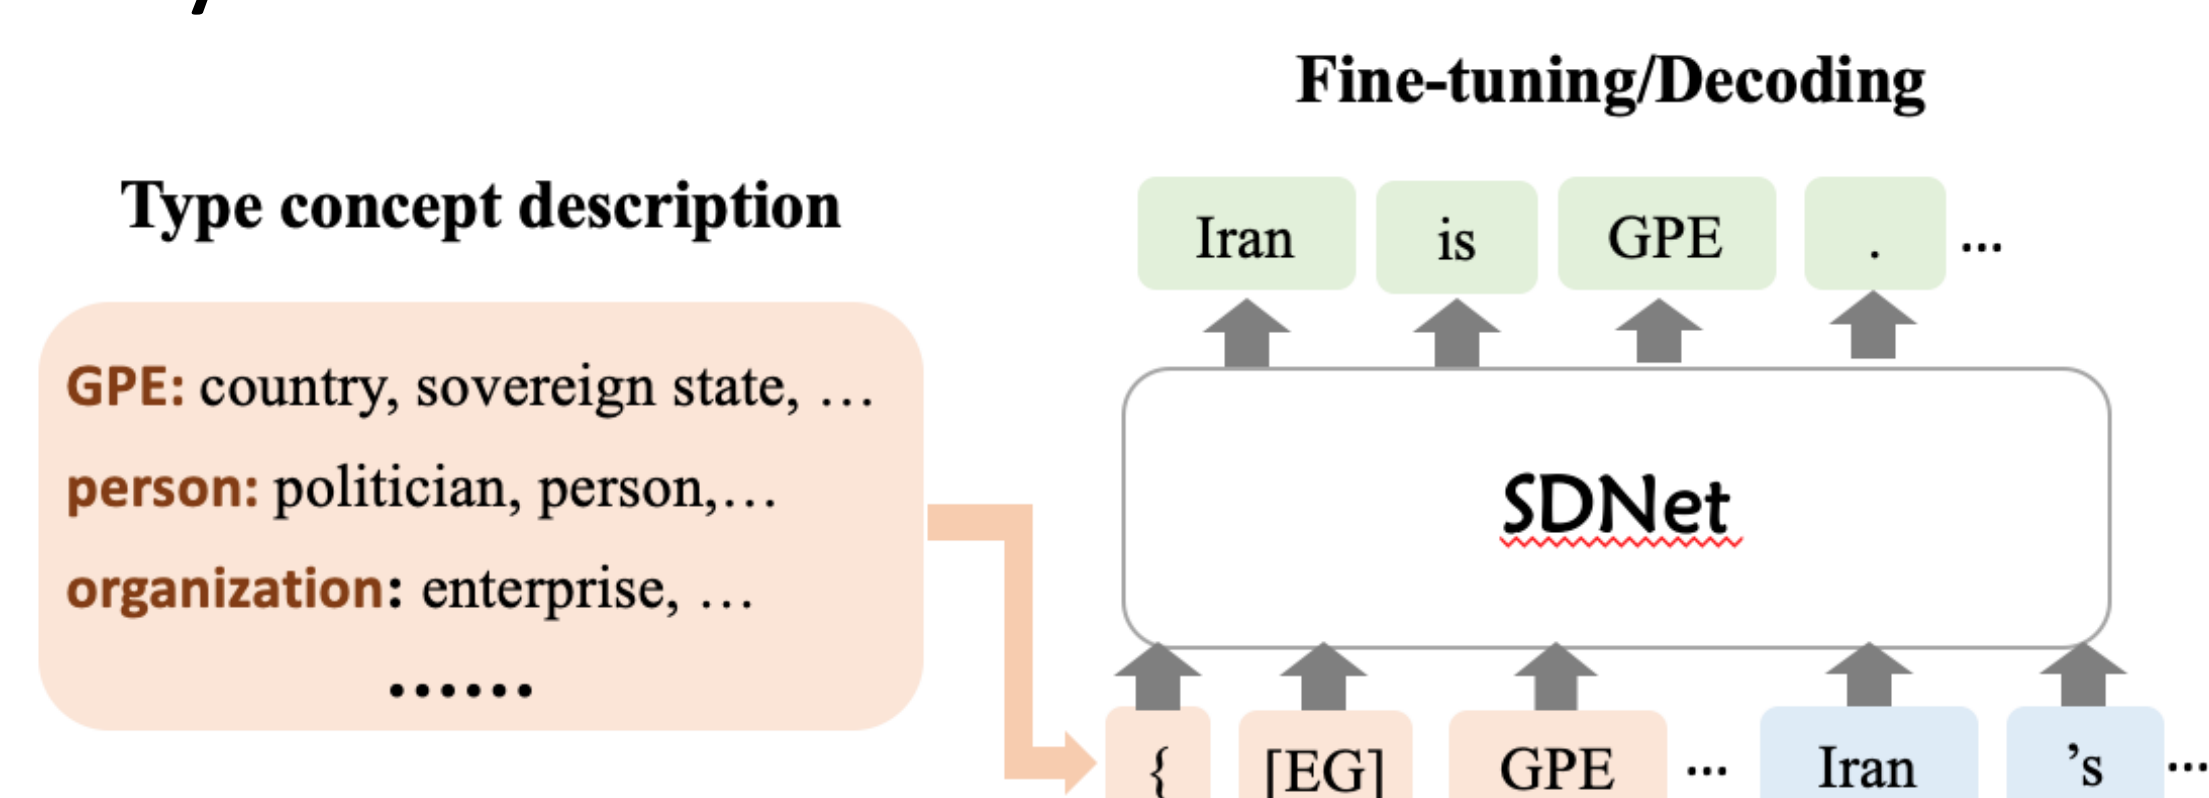 Fine-tuning/Decoding
Type concept description
Iran is GPE . ...
GPE: country, sovereign state, …
person: politician, person,…
organization: enterprise, …
......
SDNet
{ [EG] GPE ... Iran ’s ...